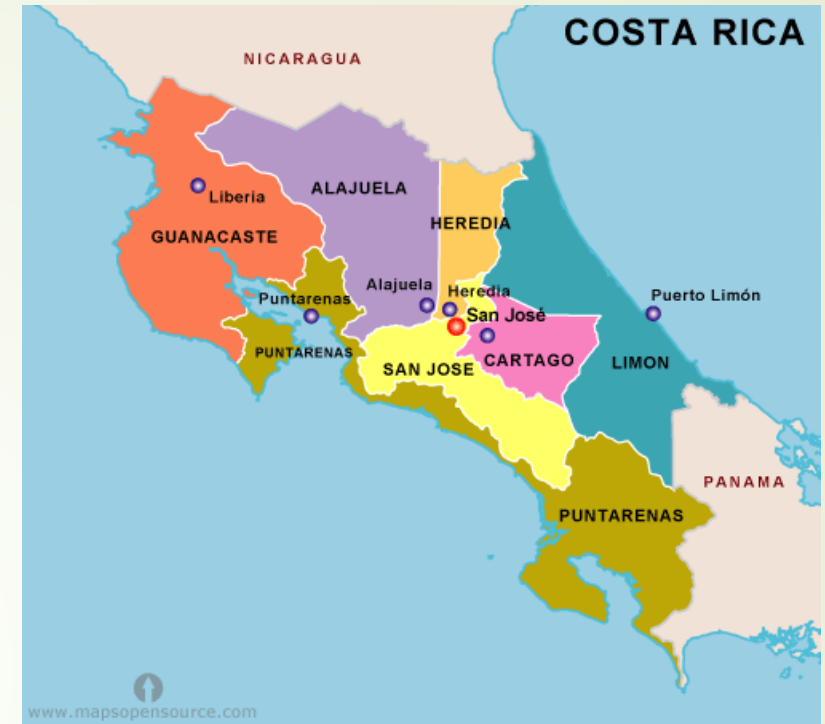 COSTA RICA
NICARAGUA
ALAJUELA
Liberia
HEREDIA
GUANACASTE
Alajuela
Heredia
Puntarenas
Puerto Limón
San José
PUNTARENAS
CARTAGO
LIMON
SAN JOSE
PANAMA
PUNTARENAS
www.mapsopensource.com